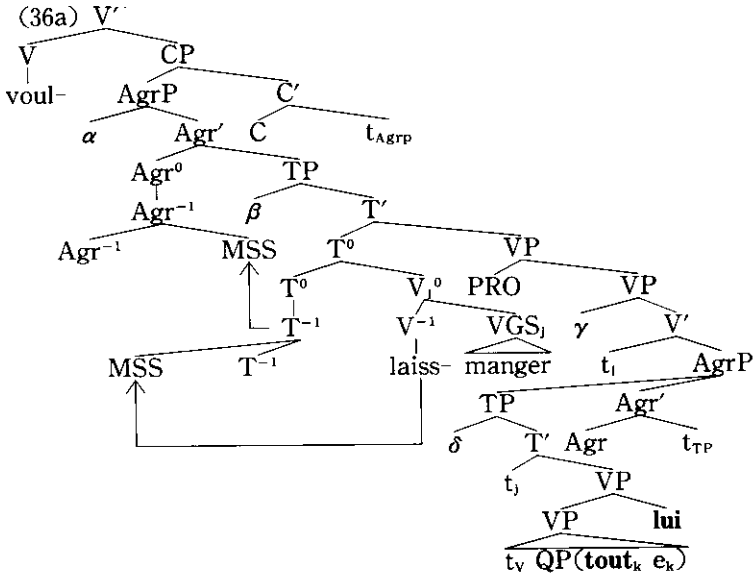 (36a) V″
V CP
voul- AgrP C′
α Agr′ C t_Agrp
Agr⁰ TP
Agr⁻¹ β T′
Agr⁻¹ MSS T⁰ VP
T⁰ V_j⁰ PRO VP
T⁻¹ V⁻¹ VGS_j γ V′
MSS T⁻¹ laiss- manger t_l AgrP
TP Agr′
δ T′ Agr t_TP
t_j VP
VP lui
t_V QP(tout_k e_k)